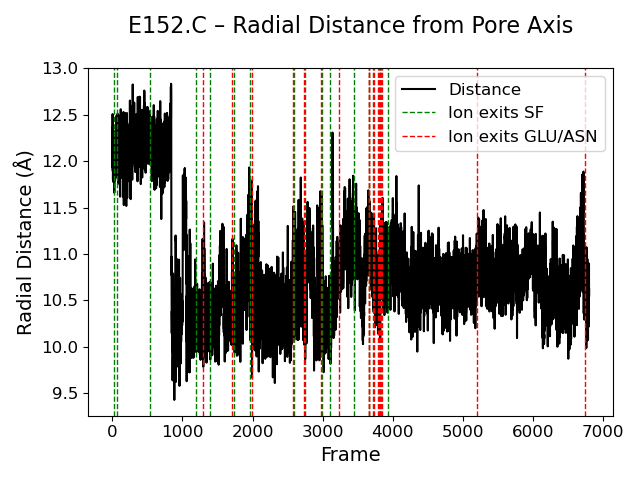 E152.C – Radial Distance from Pore Axis
13.0
12.5
12.0
11.5
11.0
10.5
10.0
9.5
Radial Distance (Å)
Distance
Ion exits SF
Ion exits GLU/ASN
0 1000 2000 3000 4000 5000 6000 7000
Frame